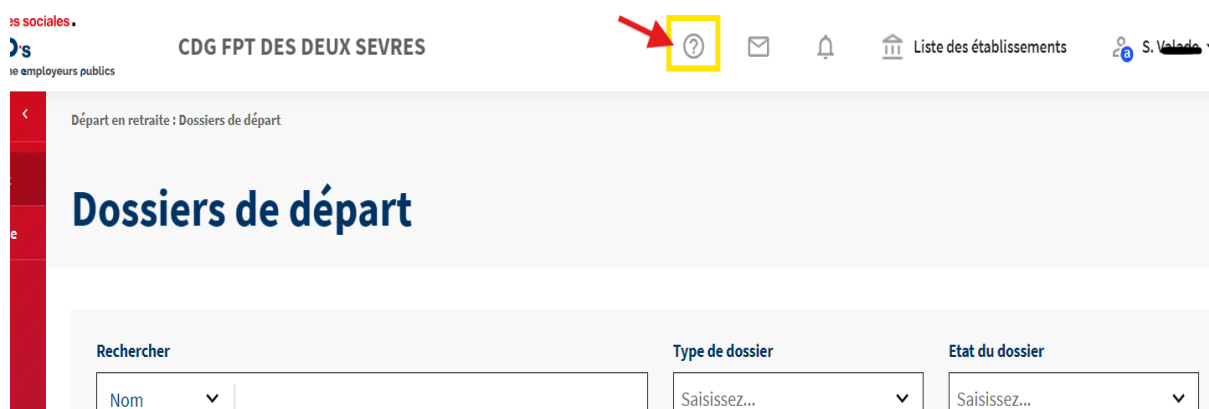 es sociales.
CDG FPT DES DEUX SEVRES
Liste des établissements
a S.
e employeurs publics
Départ en retraite : Dossiers de départ
Dossiers de départ
e
Rechercher
Type de dossier
Etat du dossier
Nom
Saisissez...
Saisissez...